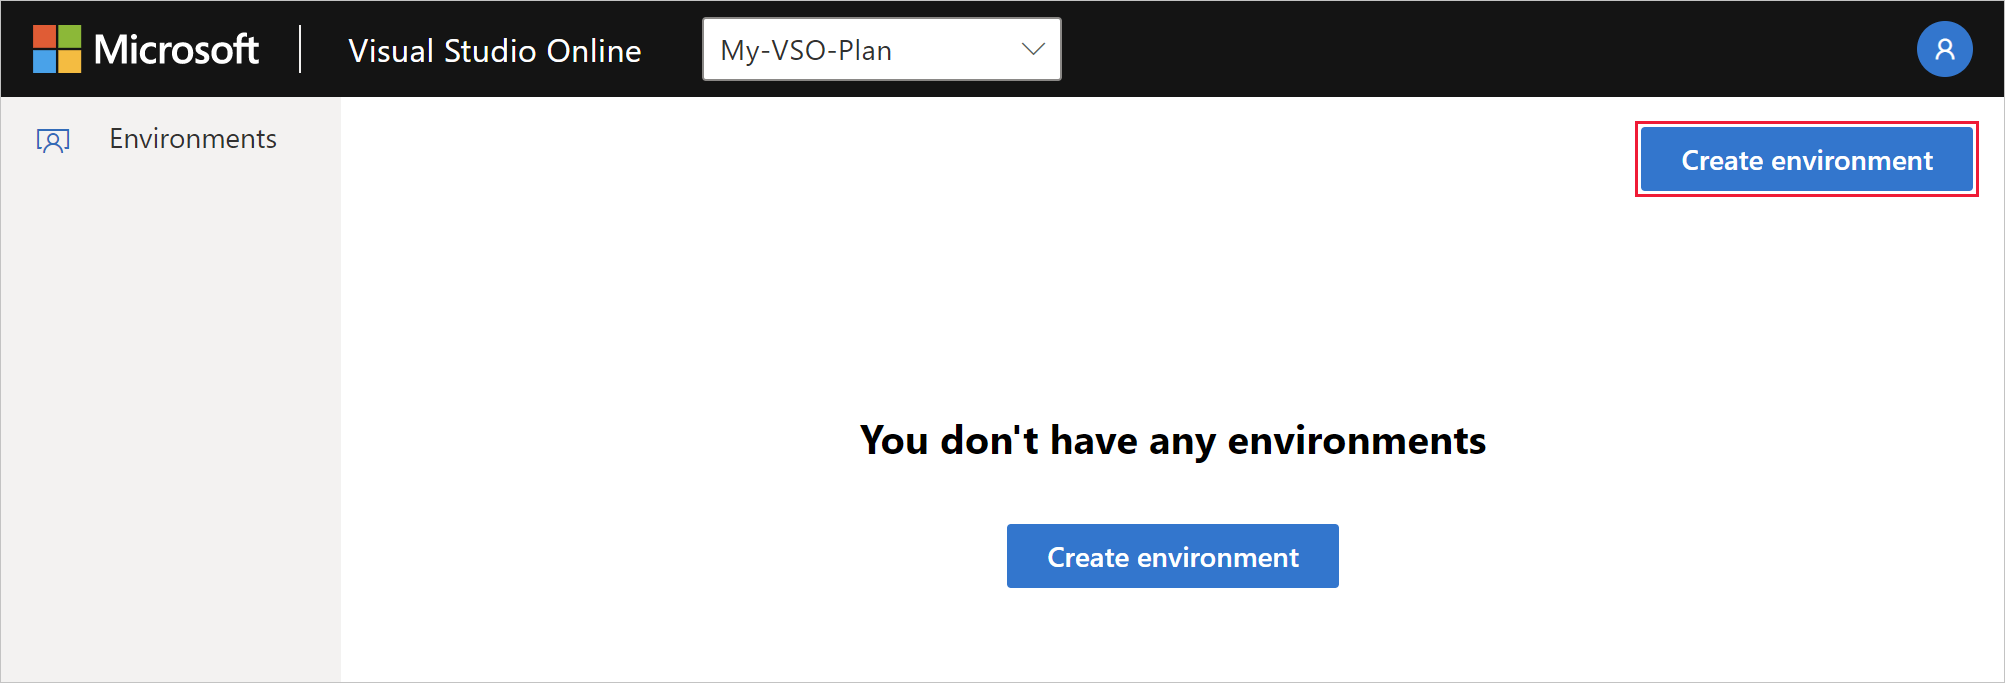 Microsoft
Visual Studio Online
My-VSO-Plan
Environments
Create environment
You don't have any environments
Create environment